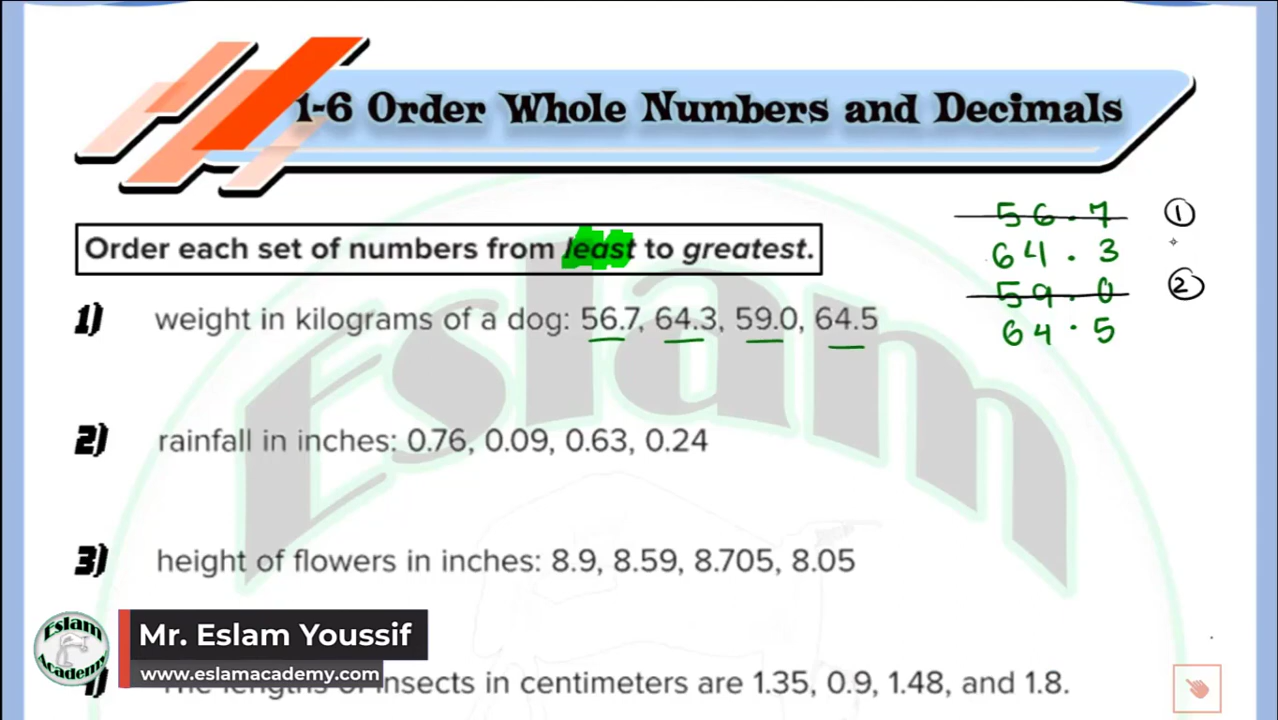 1-6 Order Whole Numbers and Decimals
Order each set of numbers from least to greatest.
56.7 ①
64.3
59.0 ②
64.5
1) weight in kilograms of a dog: 56.7, 64.3, 59.0, 64.5
2) rainfall in inches: 0.76, 0.09, 0.63, 0.24
3) height of flowers in inches: 8.9, 8.59, 8.705, 8.05
Eslam
Eslam Academy
Mr. Eslam Youssif
www.eslamacademy.com
insects in centimeters are 1.35, 0.9, 1.48, and 1.8.